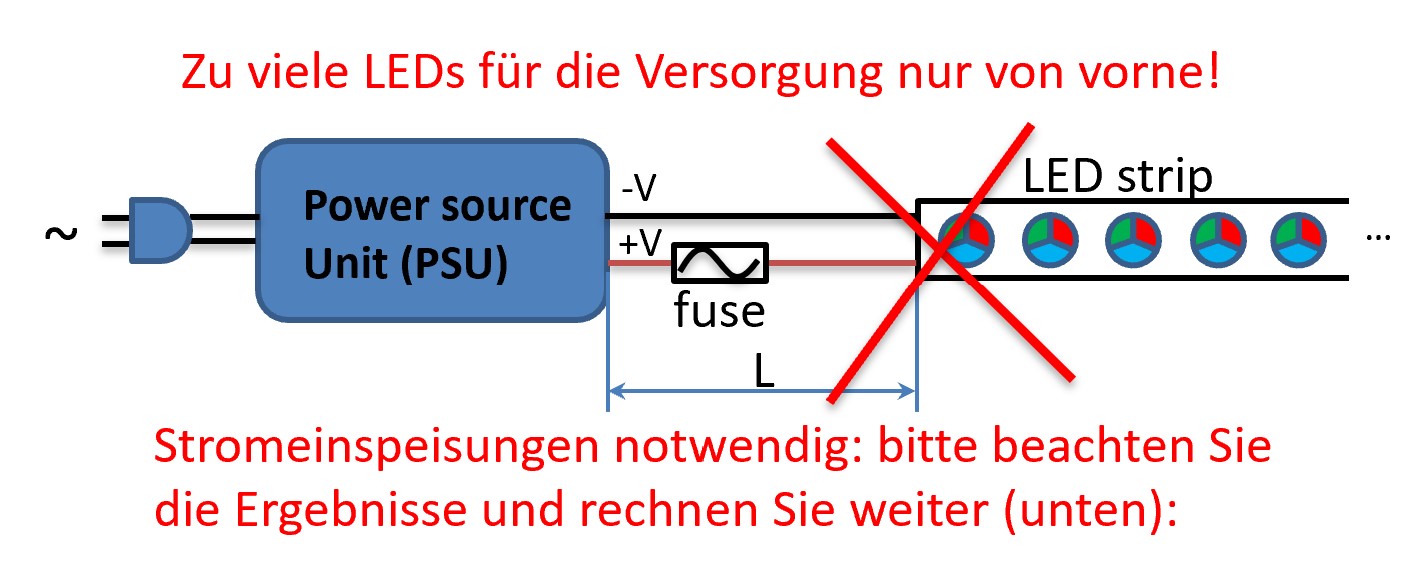 Zu viele LEDs für die Versorgung nur von vorne!
LED strip
-V
Power source
Unit (PSU)
~
+V
...
fuse
L
Stromeinspeisungen notwendig: bitte beachten Sie
die Ergebnisse und rechnen Sie weiter (unten):